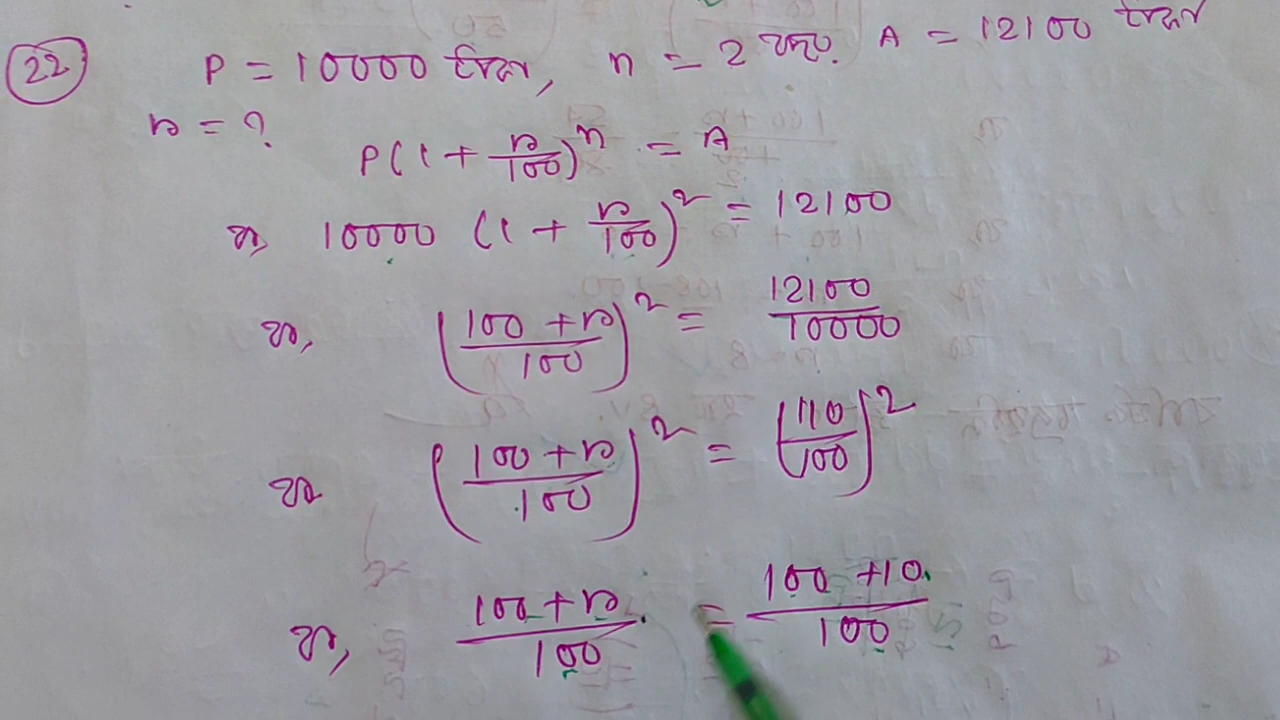 22 P = 10000 টাকা, n = 2 বছর. A = 12100 টাকা
r = ?
P(1 + r/100)^n = A
বা, 10000 (1 + r/100)^2 = 12100
বা, ((100 + r)/100)^2 = 12100/10000
বা ((100 + r)/100)^2 = (110/100)^2
বা, (100 + r)/100 = (100 + 10)/100